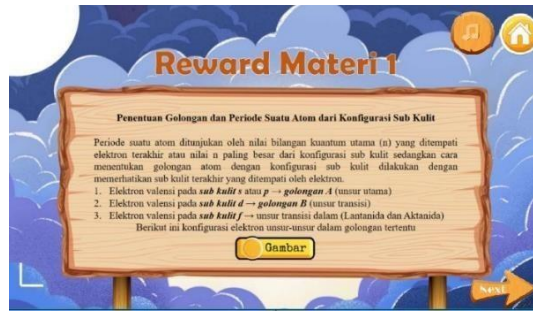 Reward Materi 1
Penentuan Golongan dan Periode Suatu Atom dari Konfigurasi Sub Kulit
Periode suatu atom ditunjukan oleh nilai bilangan kuantum utama (n) yang ditempati
elektron terakhir atau nilai n paling besar dari konfigurasi sub kulit sedangkan cara
menentukan golongan atom dengan konfigurasi sub kulit dilakukan dengan
memerhatikan sub kulit terakhir yang ditempati oleh elektron.
1. Elektron valensi pada sub kulit s atau p → golongan A (unsur utama)
2. Elektron valensi pada sub kulit d → golongan B (unsur transisi)
3. Elektron valensi pada sub kulit f → unsur transisi dalam (Lantanida dan Aktanida)
Berikut ini konfigurasi elektron unsur-unsur dalam golongan tertentu
Gambar
Next